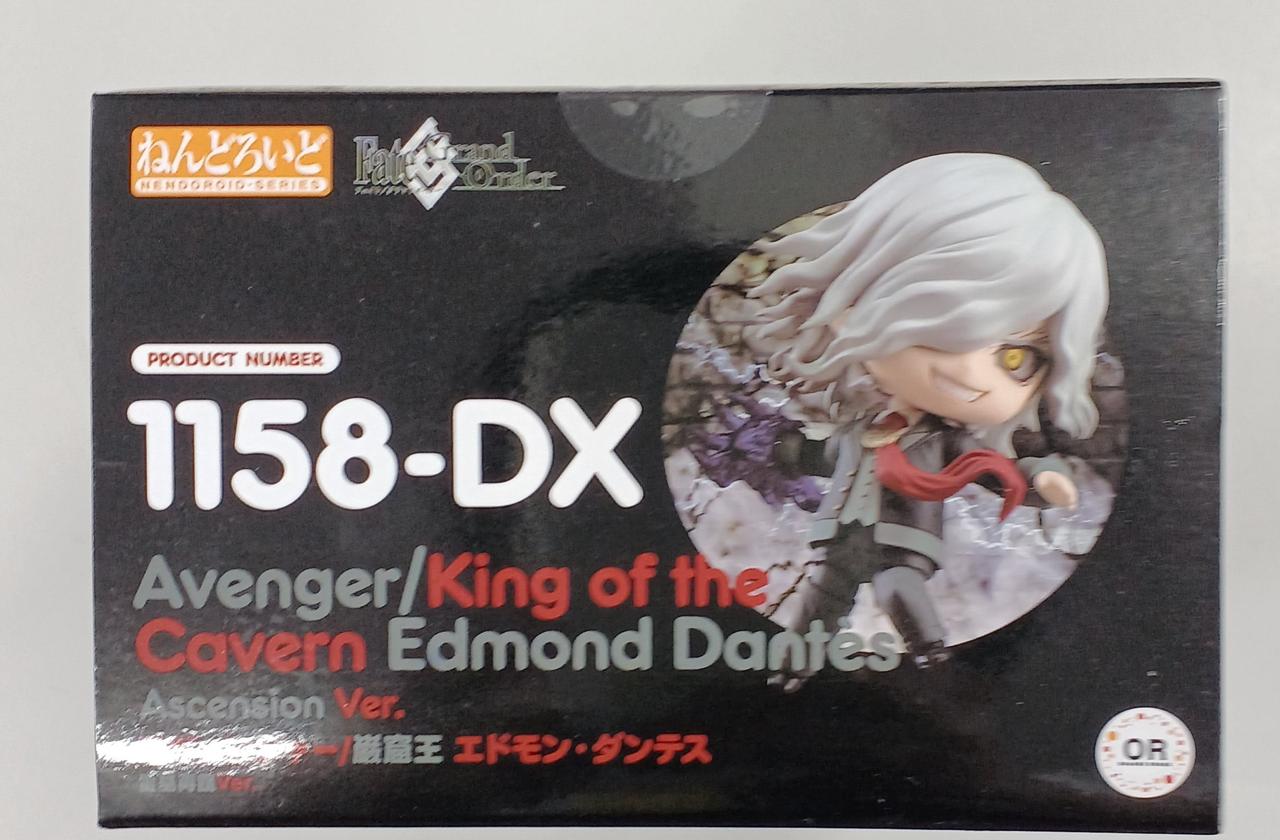 ねんどろいど
NENDOROID-SERIES
Fate Grand Order
PRODUCT NUMBER
1158-DX
Avenger/King of the
Cavern Edmond Dantès
Ascension Ver.
ー/巌窟王 エドモン・ダンテス
Ver.
OR